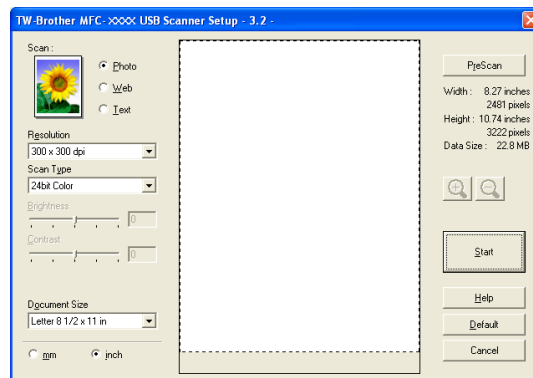 TW-Brother MFC-XXXX USB Scanner Setup - 3.2 -
Scan :
Photo
Web
Text
Resolution
300 x 300 dpi
Scan Type
24bit Color
Brightness
0
Contrast
0
Document Size
Letter 8 1/2 x 11 in
mm
inch
PreScan
Width : 8.27 inches
2481 pixels
Height : 10.74 inches
3222 pixels
Data Size : 22.8 MB
Start
Help
Default
Cancel